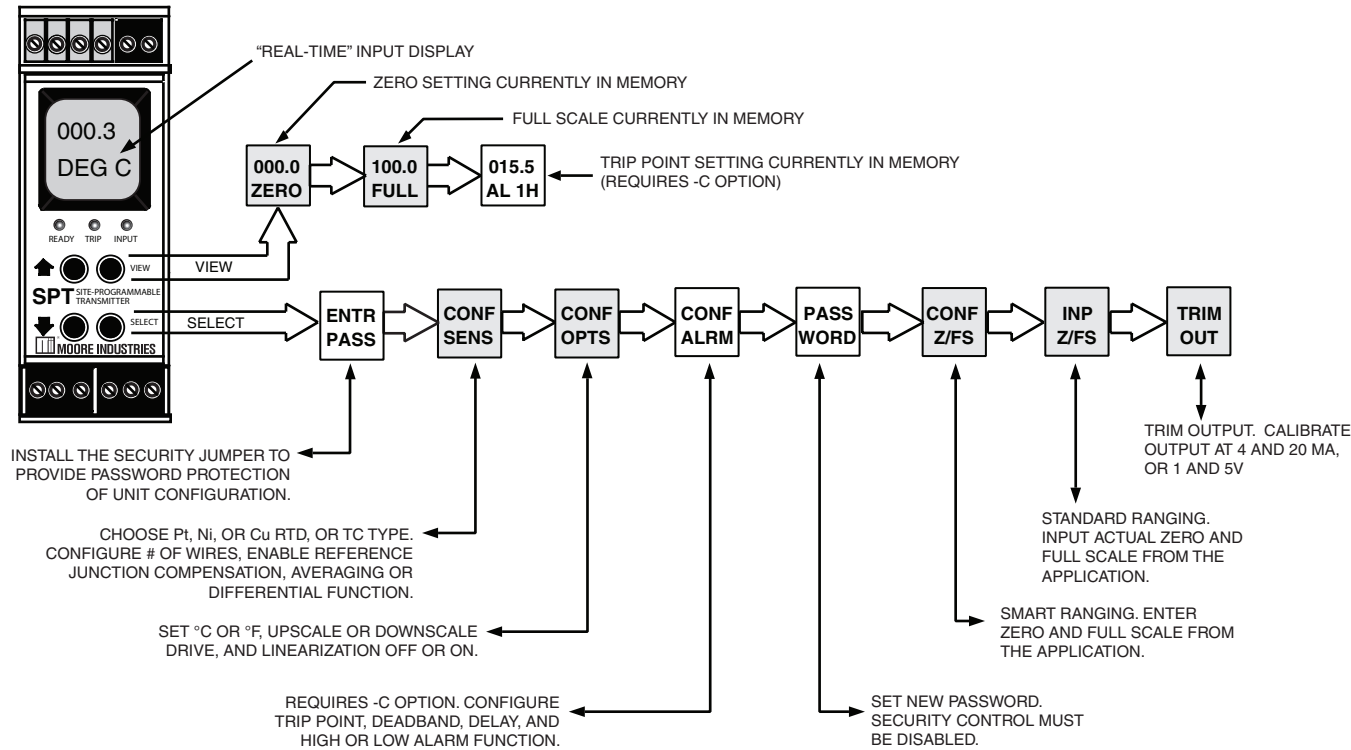 “REAL-TIME” INPUT DISPLAY
ZERO SETTING CURRENTLY IN MEMORY
FULL SCALE CURRENTLY IN MEMORY
TRIP POINT SETTING CURRENTLY IN MEMORY
(REQUIRES -C OPTION)
000.3
DEG C
000.0
ZERO
100.0
FULL
015.5
AL 1H
READY TRIP INPUT
VIEW
VIEW
SPT SITE-PROGRAMMABLE
TRANSMITTER
SELECT
SELECT
MOORE INDUSTRIES
ENTR
PASS
CONF
SENS
CONF
OPTS
CONF
ALRM
PASS
WORD
CONF
Z/FS
INP
Z/FS
TRIM
OUT
INSTALL THE SECURITY JUMPER TO
PROVIDE PASSWORD PROTECTION
OF UNIT CONFIGURATION.
CHOOSE Pt, Ni, OR Cu RTD, OR TC TYPE.
CONFIGURE # OF WIRES, ENABLE REFERENCE
JUNCTION COMPENSATION, AVERAGING OR
DIFFERENTIAL FUNCTION.
SET °C OR °F, UPSCALE OR DOWNSCALE
DRIVE, AND LINEARIZATION OFF OR ON.
REQUIRES -C OPTION. CONFIGURE
TRIP POINT, DEADBAND, DELAY, AND
HIGH OR LOW ALARM FUNCTION.
SET NEW PASSWORD.
SECURITY CONTROL MUST
BE DISABLED.
SMART RANGING. ENTER
ZERO AND FULL SCALE FROM
THE APPLICATION.
STANDARD RANGING.
INPUT ACTUAL ZERO AND
FULL SCALE FROM THE
APPLICATION.
TRIM OUTPUT. CALIBRATE
OUTPUT AT 4 AND 20 MA,
OR 1 AND 5V